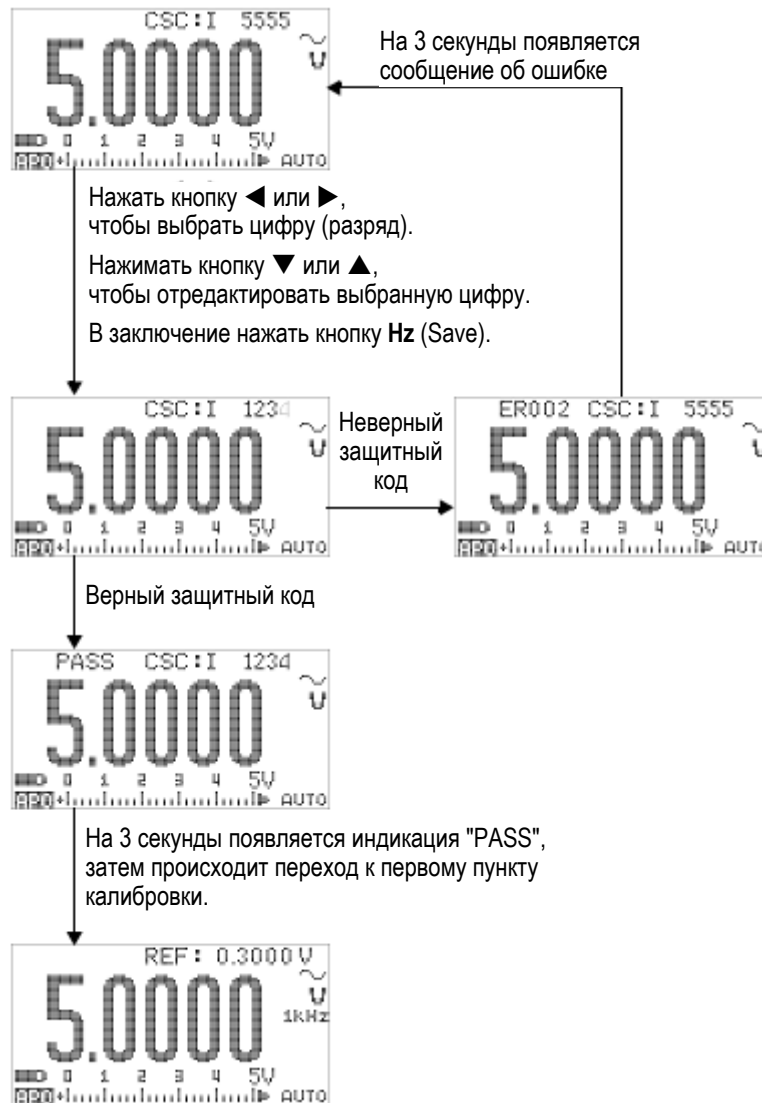 CSC:I 5555
5.0000
0 1 2 3 4 5V
AUTO
На 3 секунды появляется
сообщение об ошибке
Нажать кнопку ◀ или ▶,
чтобы выбрать цифру (разряд).
Нажимать кнопку ▼ или ▲,
чтобы отредактировать выбранную цифру.
В заключение нажать кнопку Hz (Save).
CSC:I 1234
5.0000
0 1 2 3 4 5V
AUTO
Неверный
защитный
код
ER002 CSC:I 5555
5.0000
0 1 2 3 4 5V
AUTO
Верный защитный код
PASS CSC:I 1234
5.0000
0 1 2 3 4 5V
AUTO
На 3 секунды появляется индикация "PASS",
затем происходит переход к первому пункту
калибровки.
REF: 0.3000 V
1kHz
5.0000
0 1 2 3 4 5V
AUTO